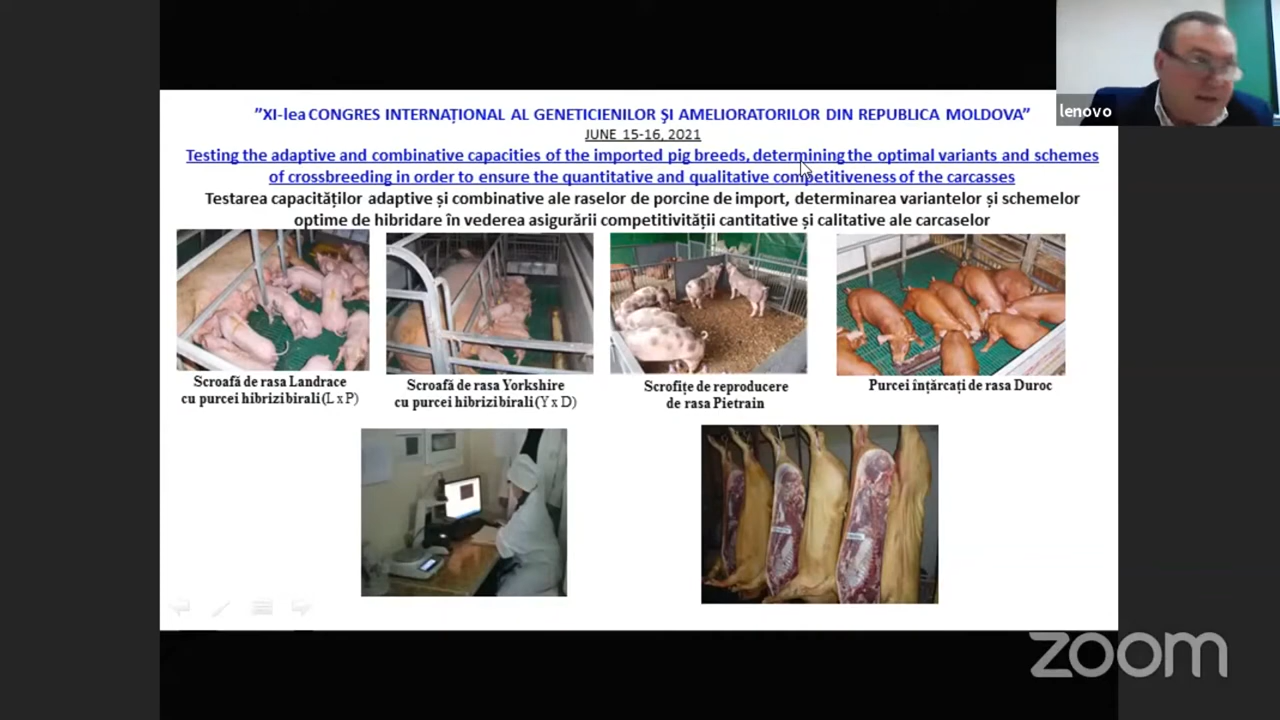 lenovo
”XI-lea CONGRES INTERNAȚIONAL AL GENETICIENILOR ŞI AMELIORATORILOR DIN REPUBLICA MOLDOVA”
JUNE 15-16, 2021
Testing the adaptive and combinative capacities of the imported pig breeds, determining the optimal variants and schemes
of crossbreeding in order to ensure the quantitative and qualitative competitiveness of the carcasses
Testarea capacităților adaptive și combinative ale raselor de porcine de import, determinarea variantelor și schemelor
optime de hibridare în vederea asigurării competitivității cantitative și calitative ale carcaselor
Scroafă de rasa Landrace
cu purcei hibrizi birali (L x P)
Scroafă de rasa Yorkshire
cu purcei hibrizi birali (Y x D)
Scrofițe de reproducere
de rasa Pietrain
Purcei înțărcați de rasa Duroc
zoom